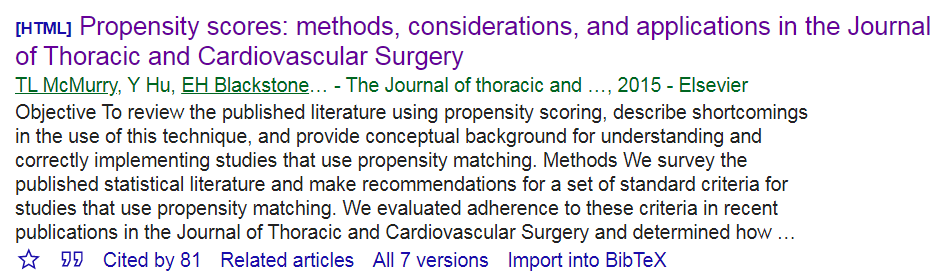 [HTML] Propensity scores: methods, considerations, and applications in the Journal
of Thoracic and Cardiovascular Surgery
TL McMurry, Y Hu, EH Blackstone… - The Journal of thoracic and …, 2015 - Elsevier
Objective To review the published literature using propensity scoring, describe shortcomings
in the use of this technique, and provide conceptual background for understanding and
correctly implementing studies that use propensity matching. Methods We survey the
published statistical literature and make recommendations for a set of standard criteria for
studies that use propensity matching. We evaluated adherence to these criteria in recent
publications in the Journal of Thoracic and Cardiovascular Surgery and determined how …
Cited by 81 Related articles All 7 versions Import into BibTeX